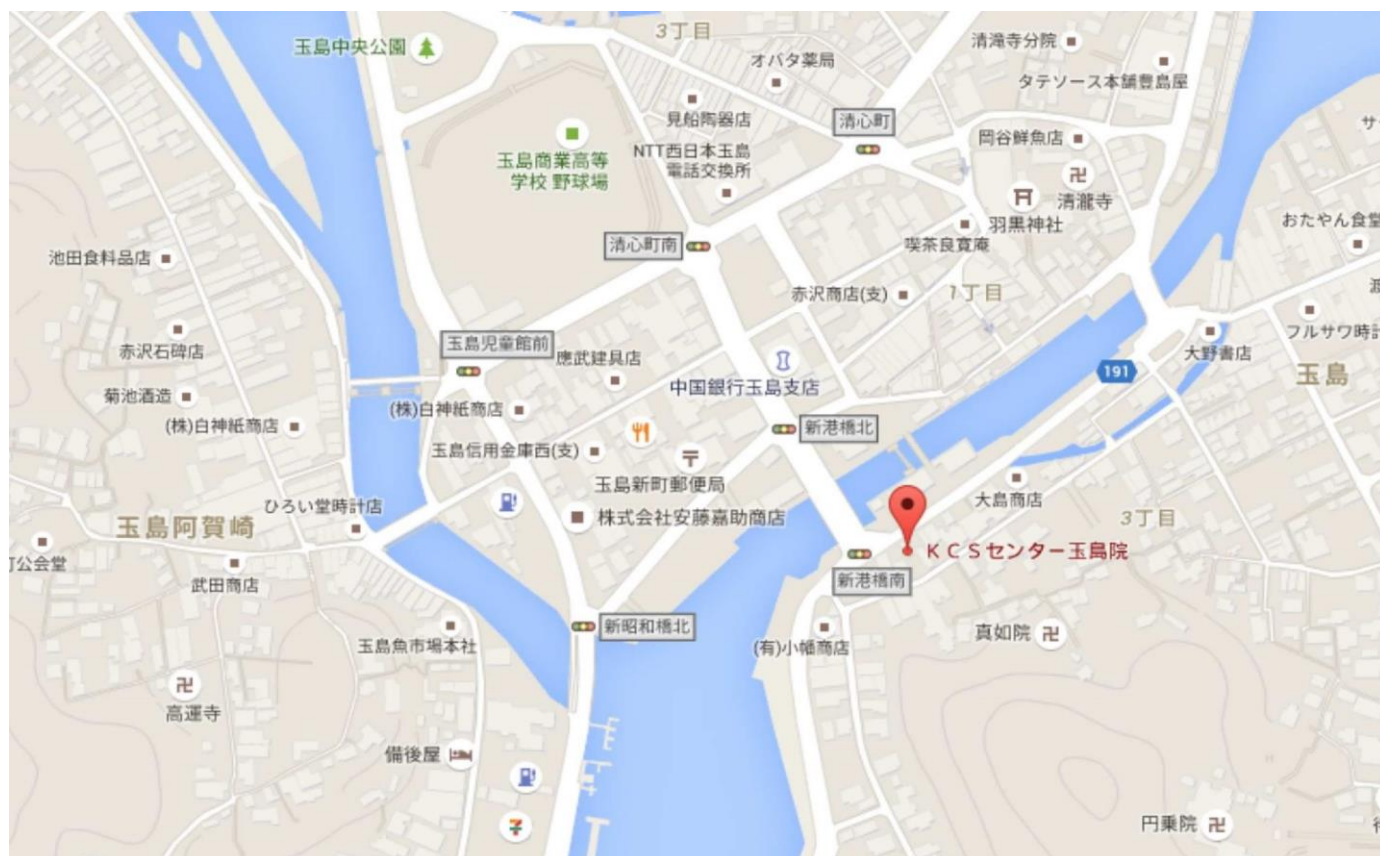 3丁目
玉島中央公園
清滝寺分院
オバタ薬局
タテソース本舗豊島屋
見船陶器店
清心町
岡谷鮮魚店
玉島商業高等
学校 野球場
NTT西日本玉島
電話交換所
清瀧寺
羽黒神社
おたやん食堂
清心町南
喫茶良寛庵
池田食料品店
赤沢商店(支)
1丁目
フルサワ時計
赤沢石碑店
玉島児童館前
應武建具店
大野書店
191
玉島
中国銀行玉島支店
菊池酒造
(株)白神紙商店
(株)白神紙商店
新港橋北
玉島信用金庫西(支)
玉島新町郵便局
大島商店
ひろい堂時計店
株式会社安藤嘉助商店
3丁目
玉島阿賀崎
KCSセンター玉島院
町公会堂
武田商店
新港橋南
新昭和橋北
真如院
玉島魚市場本社
(有)小幡商店
高運寺
備後屋
円乗院